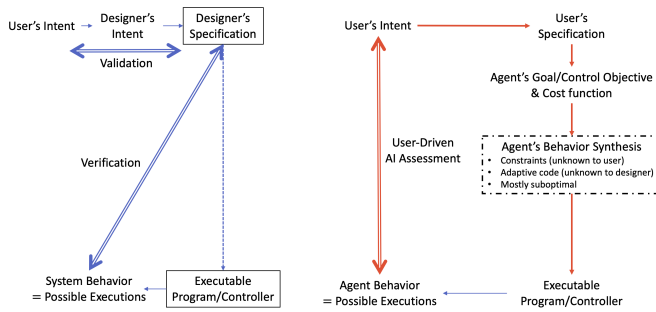 User's Intent
Designer's
Intent
Designer's
Specification
Validation
Verification
System Behavior
= Possible Executions
Executable
Program/Controller
User's Intent
User's
Specification
Agent's Goal/Control Objective
& Cost function
User-Driven
AI Assessment
Agent's Behavior Synthesis
• Constraints (unknown to user)
• Adaptive code (unknown to designer)
• Mostly suboptimal
Agent Behavior
= Possible Executions
Executable
Program/Controller